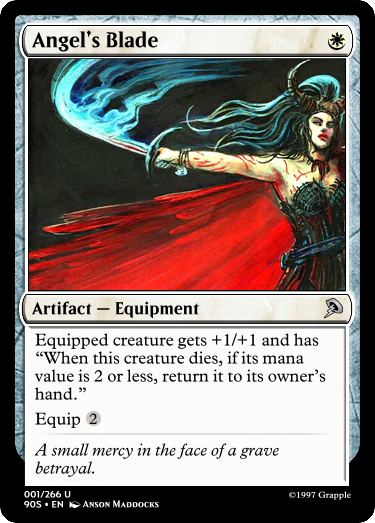 Angel's Blade
Artifact — Equipment
Equipped creature gets +1/+1 and has
“When this creature dies, if its mana
value is 2 or less, return it to its owner's
hand.”
Equip 2
A small mercy in the face of a grave
betrayal.
001/266 U
90S • EN Anson Maddocks
©1997 Grapple